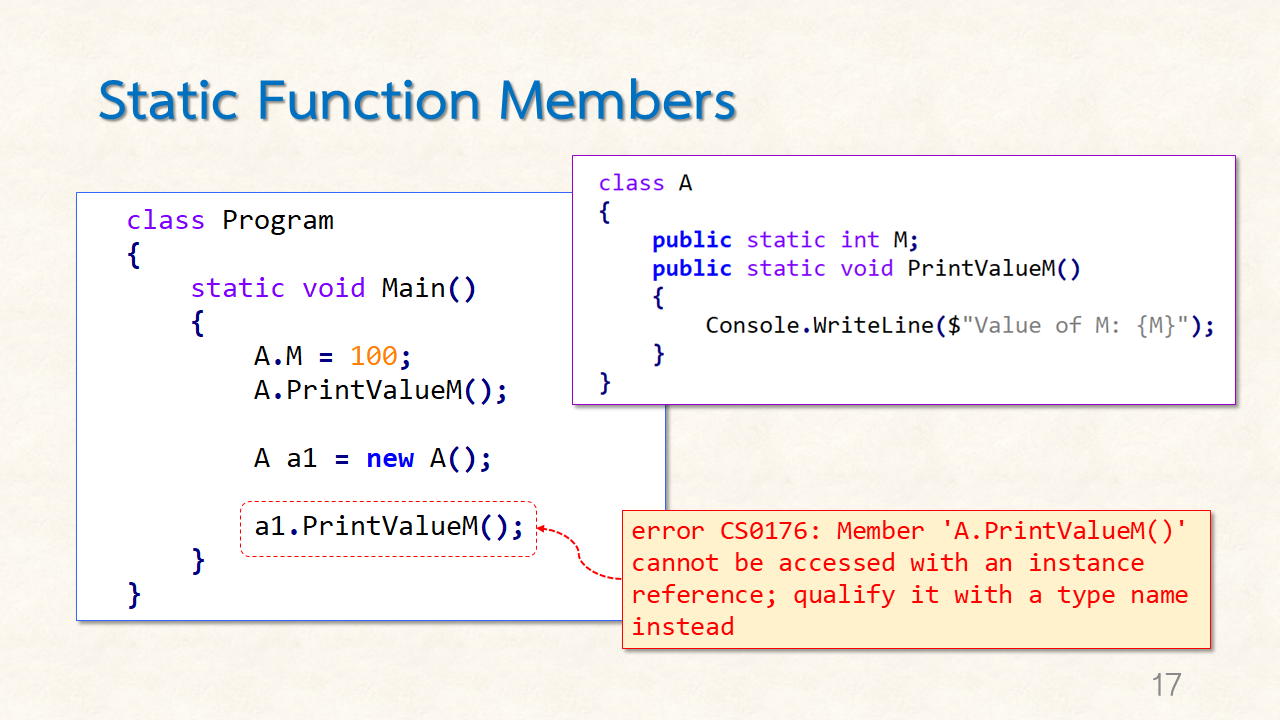 Static Function Members
class Program
{
    static void Main()
    {
        A.M = 100;
        A.PrintValueM();
        A a1 = new A();
        a1.PrintValueM();
    }
}
class A
{
    public static int M;
    public static void PrintValueM()
    {
        Console.WriteLine($"Value of M: {M}");
    }
}
error CS0176: Member 'A.PrintValueM()'
cannot be accessed with an instance
reference; qualify it with a type name
instead
17